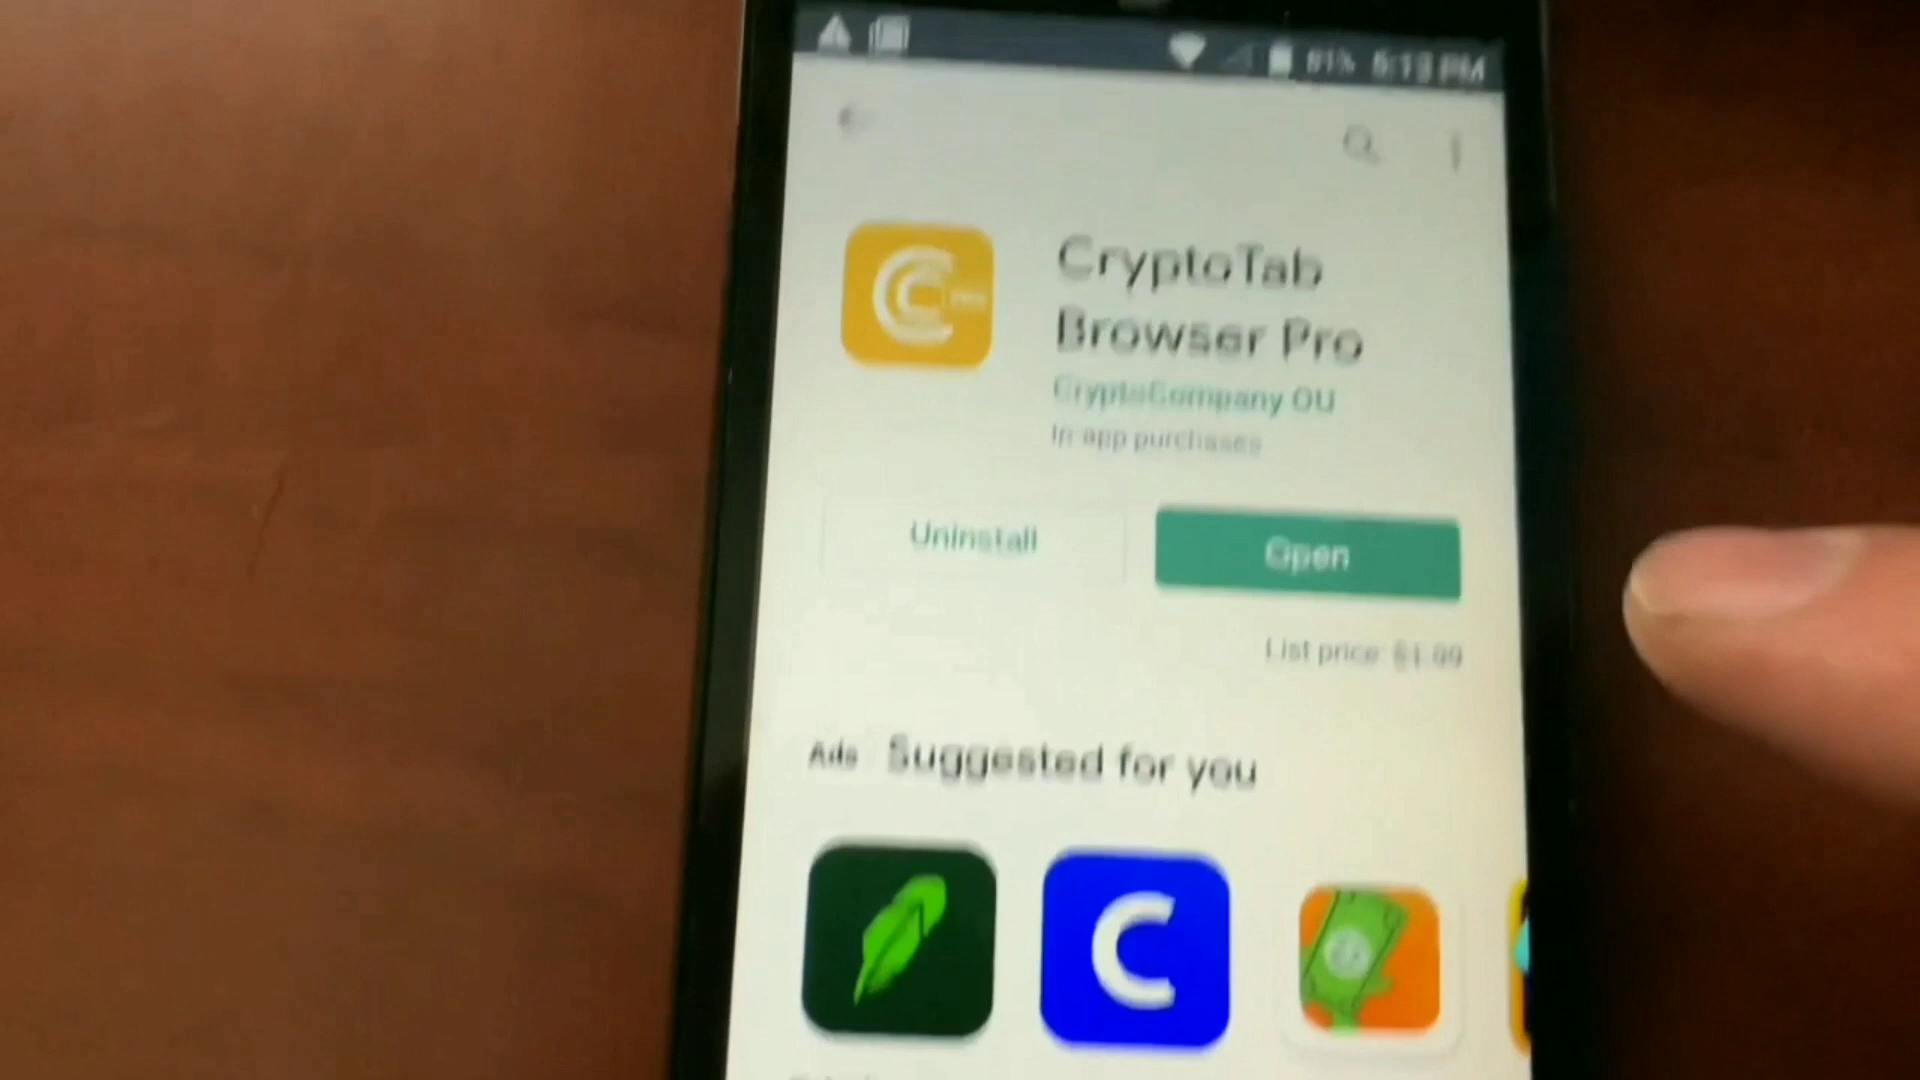 81% 5:13 PM
CryptoTab
Browser Pro
CryptoCompany OU
In-app purchases
Uninstall
Open
List price: $1.99
Ads Suggested for you